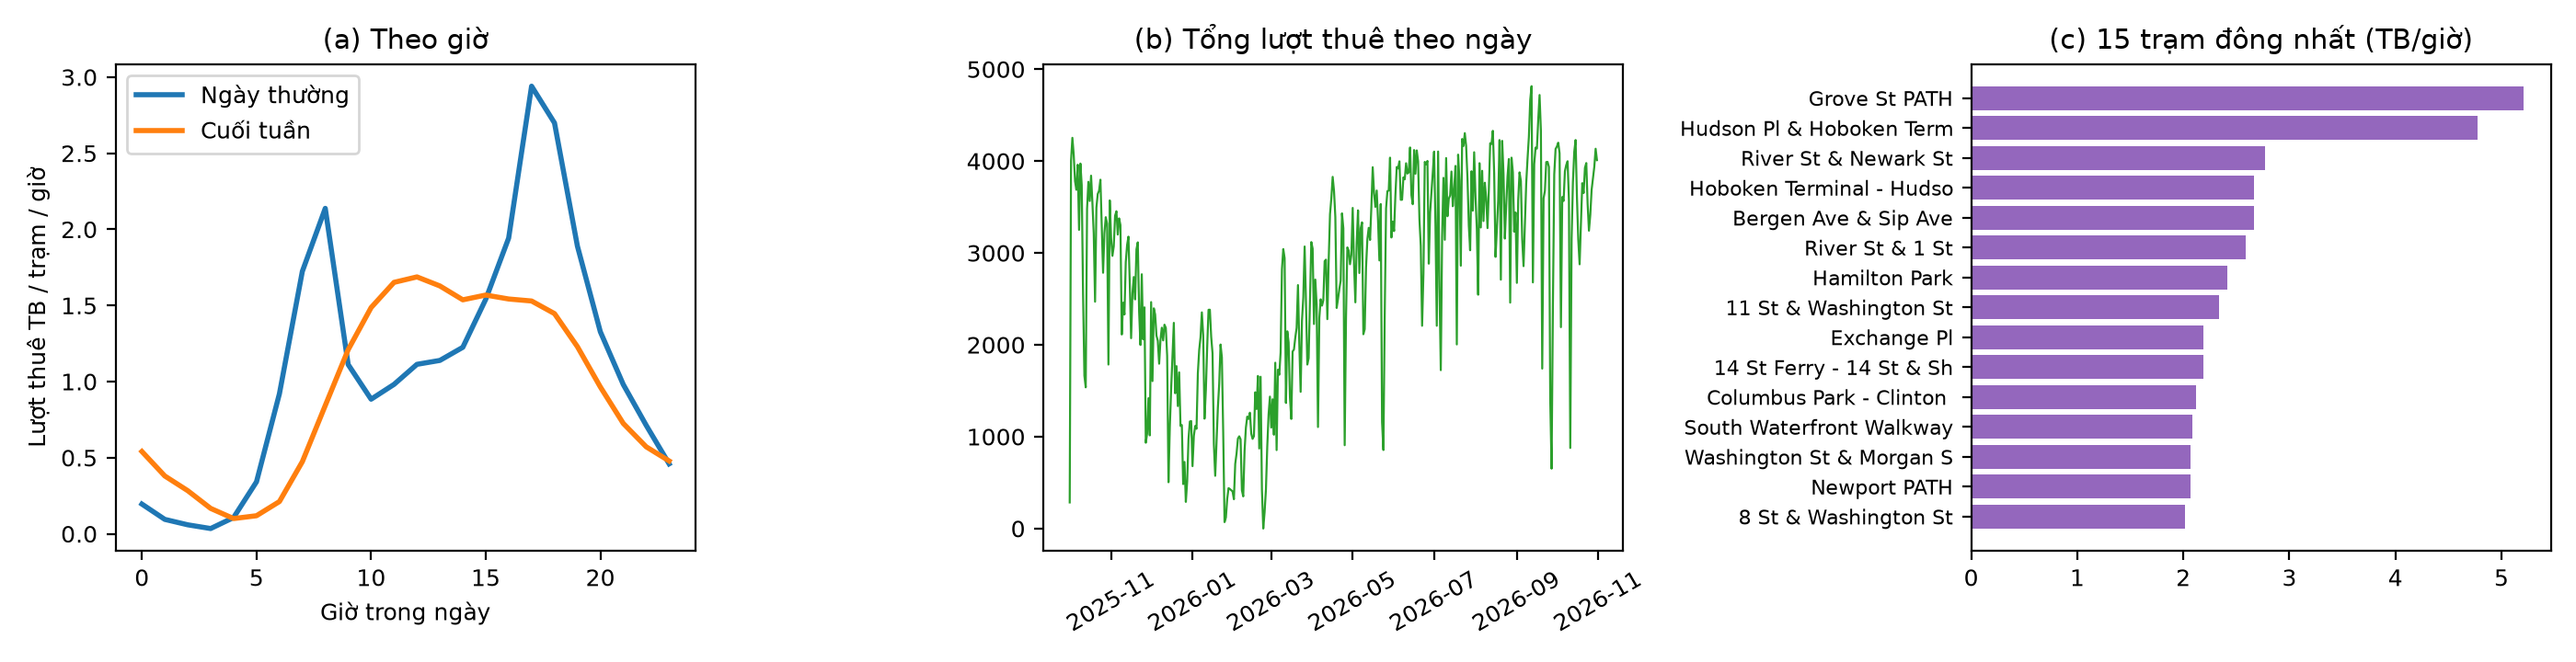 (a) Theo giờ
Lượt thuê TB / trạm / giờ
3.0
2.5
2.0
1.5
1.0
0.5
0.0
Ngày thường
Cuối tuần
0 5 10 15 20
Giờ trong ngày
(b) Tổng lượt thuê theo ngày
5000
4000
3000
2000
1000
0
2025-11 2026-01 2026-03 2026-05 2026-07 2026-09 2026-11
(c) 15 trạm đông nhất (TB/giờ)
Grove St PATH
Hudson Pl & Hoboken Term
River St & Newark St
Hoboken Terminal - Hudso
Bergen Ave & Sip Ave
River St & 1 St
Hamilton Park
11 St & Washington St
Exchange Pl
14 St Ferry - 14 St & Sh
Columbus Park - Clinton
South Waterfront Walkway
Washington St & Morgan S
Newport PATH
8 St & Washington St
0 1 2 3 4 5